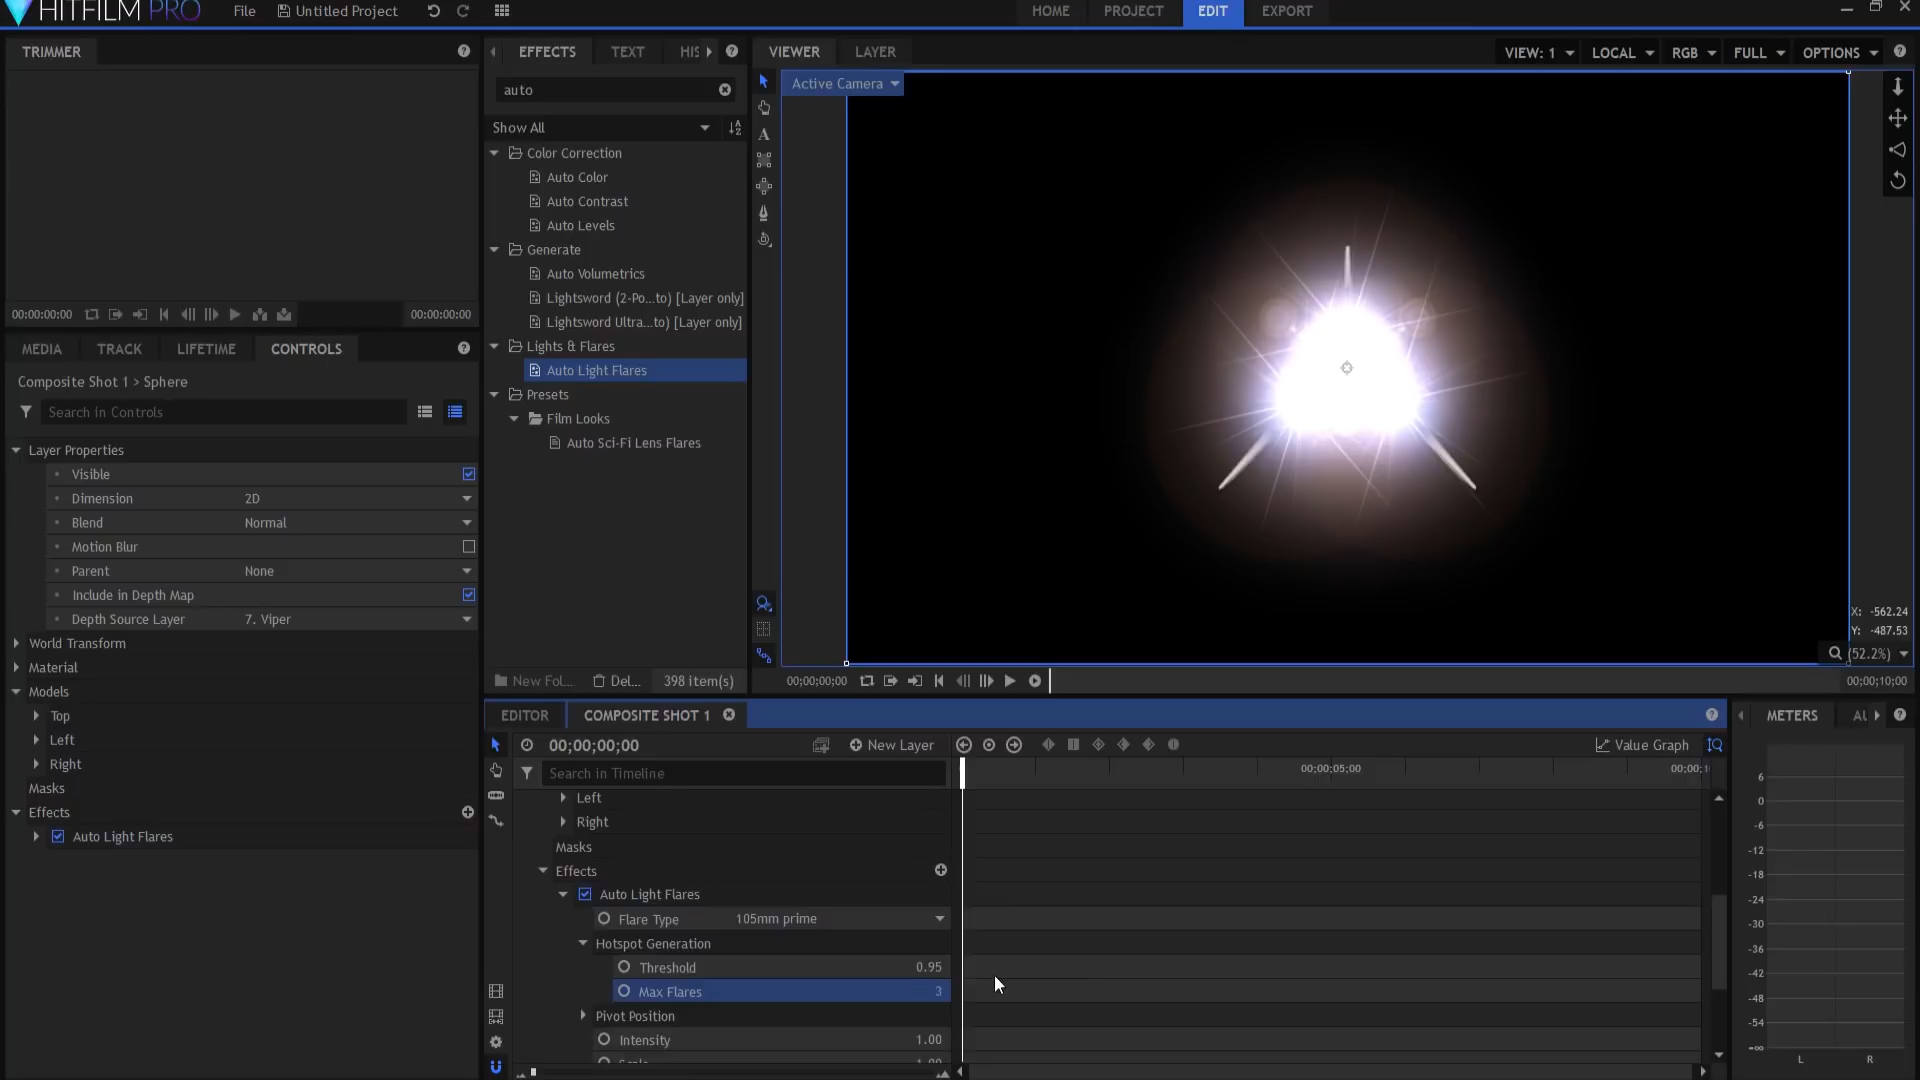 HITFILM PRO
File
Untitled Project
HOME
PROJECT
EDIT
EXPORT
TRIMMER
00:00:00:00
00:00:00:00
MEDIA
TRACK
LIFETIME
CONTROLS
Composite Shot 1 > Sphere
Search in Controls
Layer Properties
Visible
Dimension 2D
Blend Normal
Motion Blur
Parent None
Include in Depth Map
Depth Source Layer 7. Viper
World Transform
Material
Models
Top
Left
Right
Masks
Effects
Auto Light Flares
EFFECTS
TEXT
HIS
auto
Show All
Color Correction
Auto Color
Auto Contrast
Auto Levels
Generate
Auto Volumetrics
Lightsword (2-Po...to) [Layer only]
Lightsword Ultra...to) [Layer only]
Lights & Flares
Auto Light Flares
Presets
Film Looks
Auto Sci-Fi Lens Flares
New Fol...
Del...
398 item(s)
VIEWER
LAYER
VIEW: 1
LOCAL
RGB
FULL
OPTIONS
Active Camera
A
X: -562.24
Y: -487.53
(52.2%)
00;00;00;00
00;00;10;00
EDITOR
COMPOSITE SHOT 1
00;00;00;00
New Layer
Value Graph
Search in Timeline
00;00;05;00
00;00;1
Left
Right
Masks
Effects
Auto Light Flares
Flare Type 105mm prime
Hotspot Generation
Threshold 0.95
Max Flares 3
Pivot Position
Intensity 1.00
METERS
6
0
-6
-12
-18
-24
-30
-36
-42
-48
-54
-∞
L
R